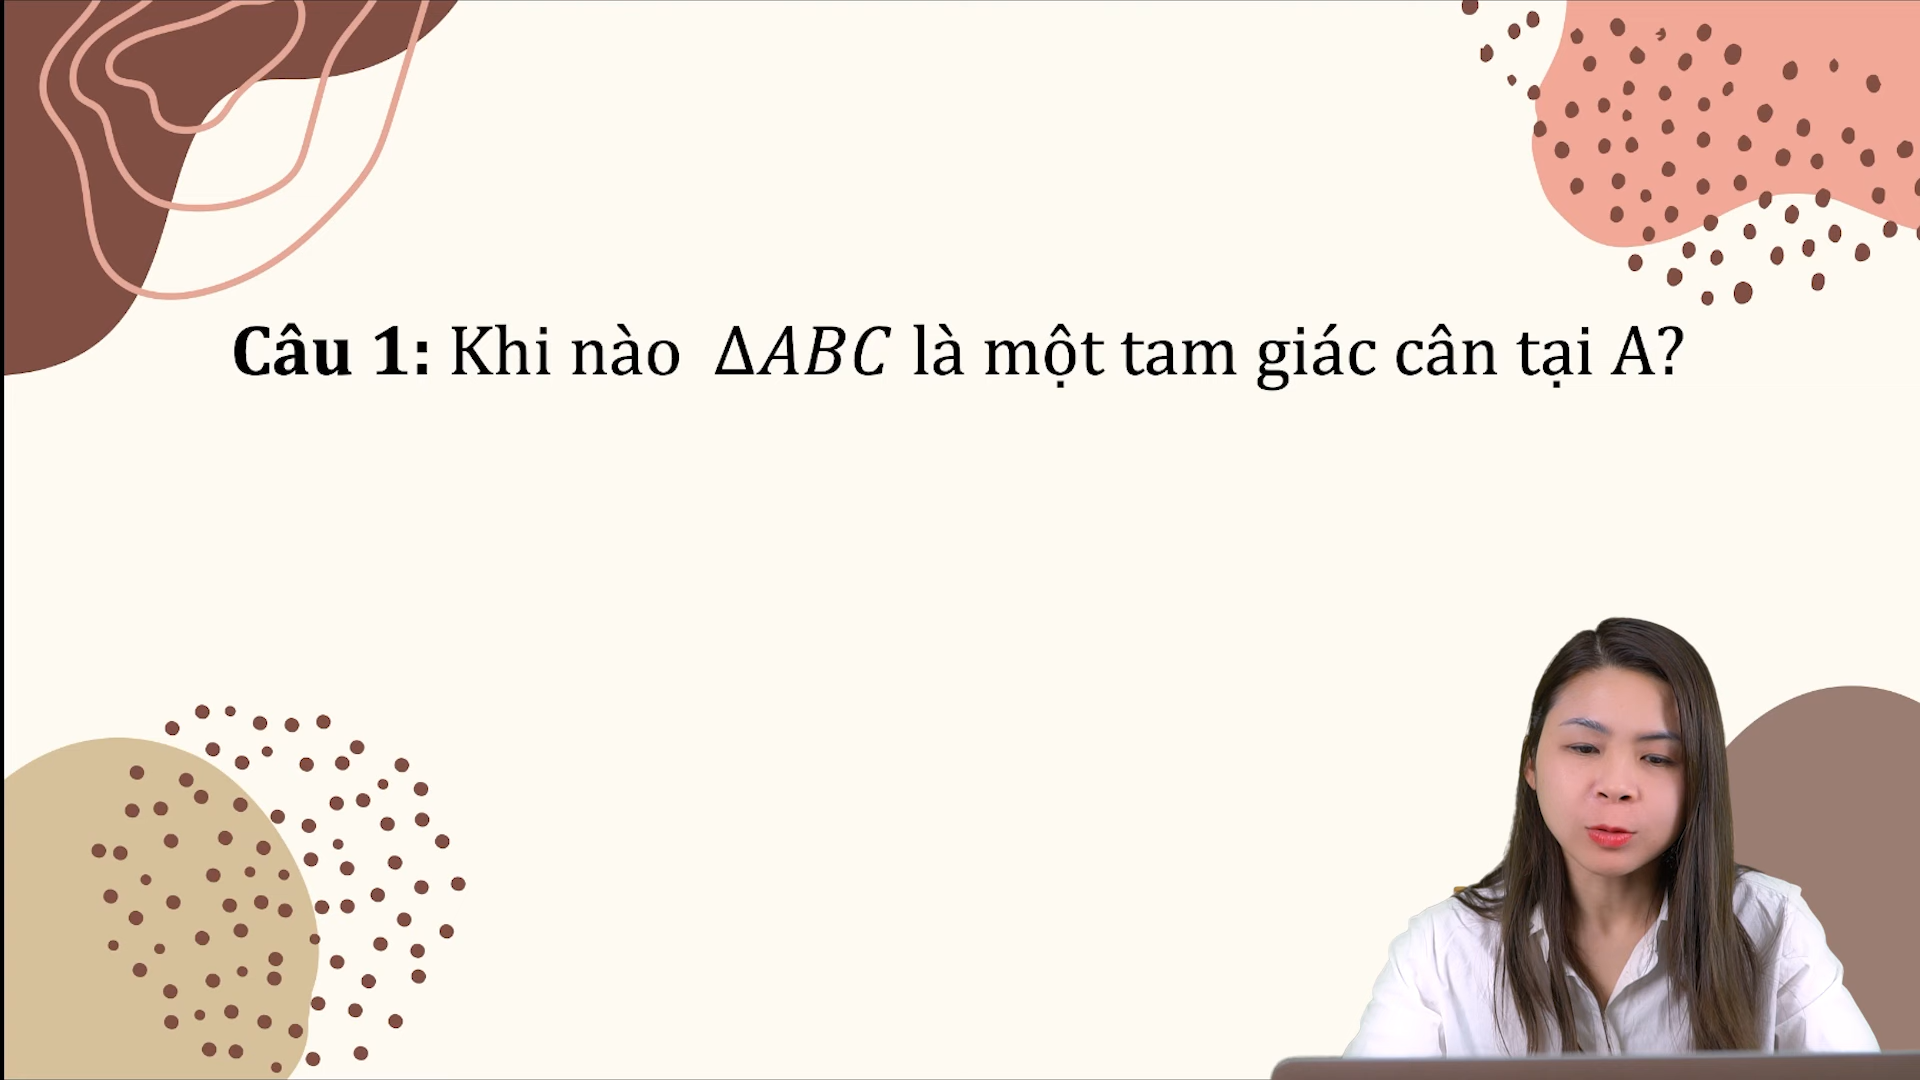 Câu 1: Khi nào ΔABC là một tam giác cân tại A?